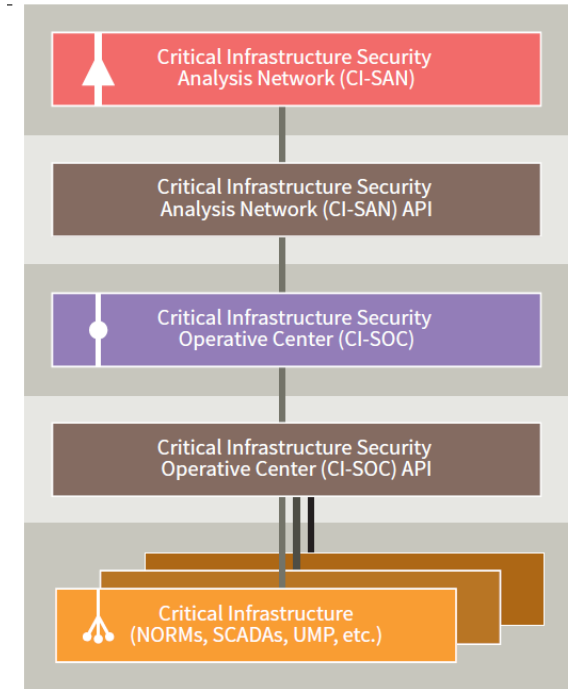 Critical Infrastructure Security
Analysis Network (CI-SAN)
Critical Infrastructure Security
Analysis Network (CI-SAN) API
Critical Infrastructure Security
Operative Center (CI-SOC)
Critical Infrastructure Security
Operative Center (CI-SOC) API
Critical Infrastructure
(NORMs, SCADAs, UMP, etc.)